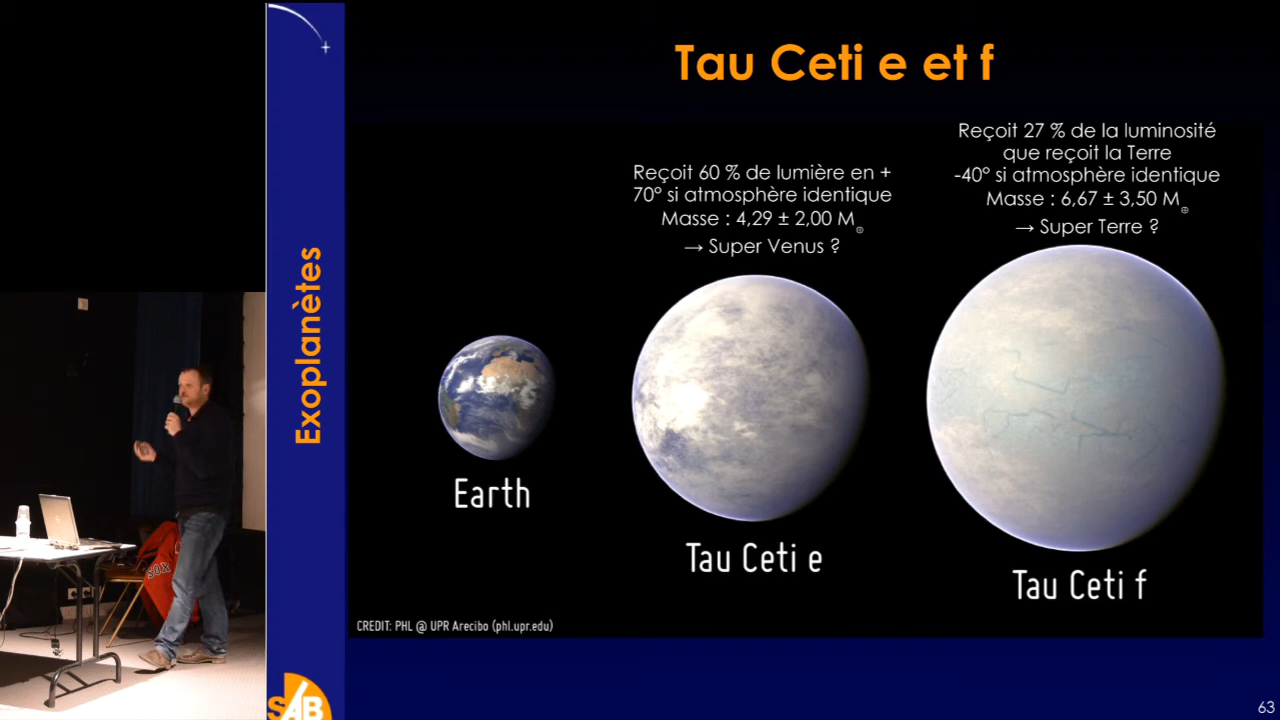 Tau Ceti e et f
Exoplanètes
Reçoit 60 % de lumière en +
70° si atmosphère identique
Masse : 4,29 ± 2,00 M⊕
→ Super Venus ?
Reçoit 27 % de la luminosité
que reçoit la Terre
-40° si atmosphère identique
Masse : 6,67 ± 3,50 M⊕
→ Super Terre ?
Earth
Tau Ceti e
Tau Ceti f
CREDIT: PHL @ UPR Arecibo (phl.upr.edu)
SOX
SAB
63